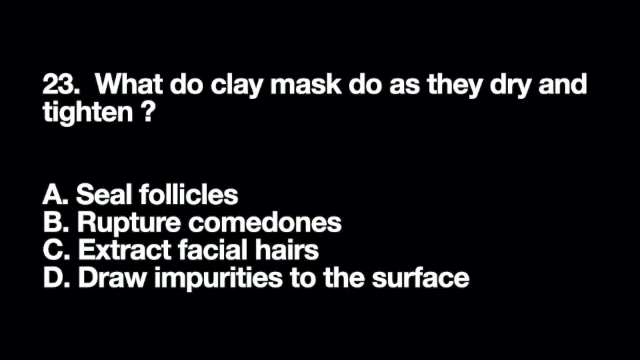 23.  What do clay mask do as they dry and
tighten ?
A. Seal follicles
B. Rupture comedones
C. Extract facial hairs
D. Draw impurities to the surface